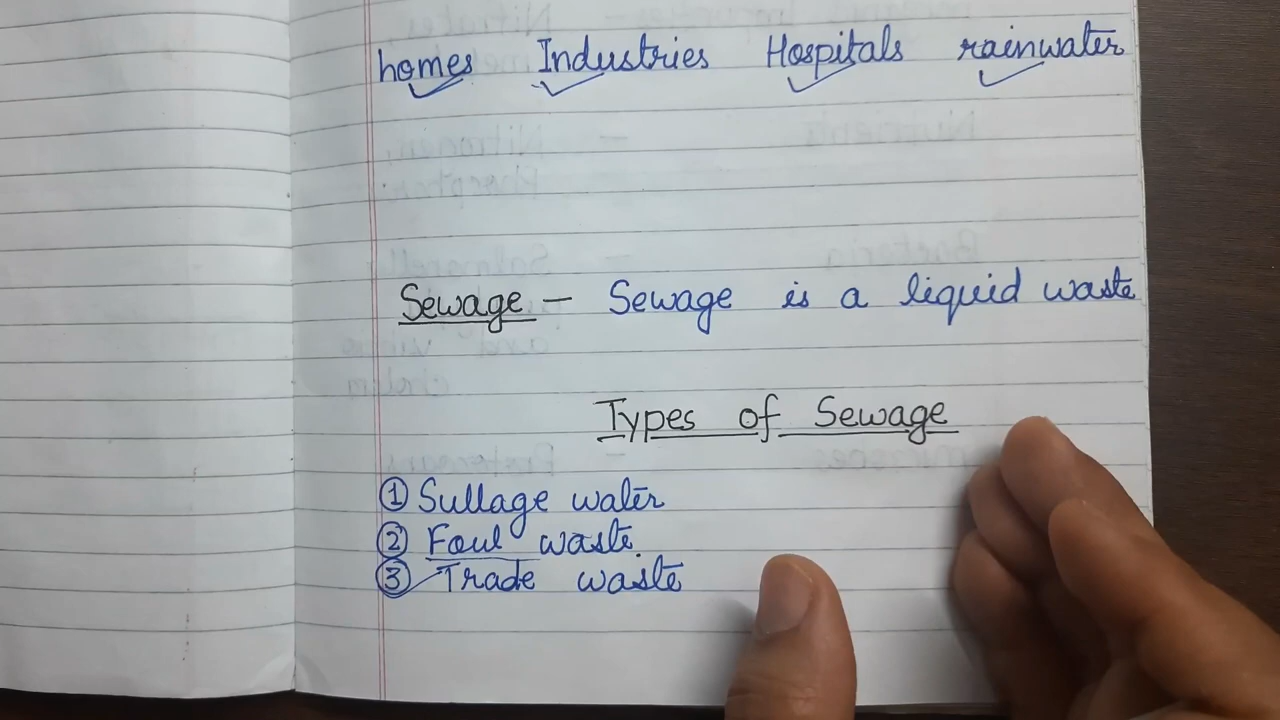 homes Industries Hospitals rainwater
Sewage - Sewage is a liquid waste
Types of Sewage
① Sullage water
② Foul waste
③ Trade waste